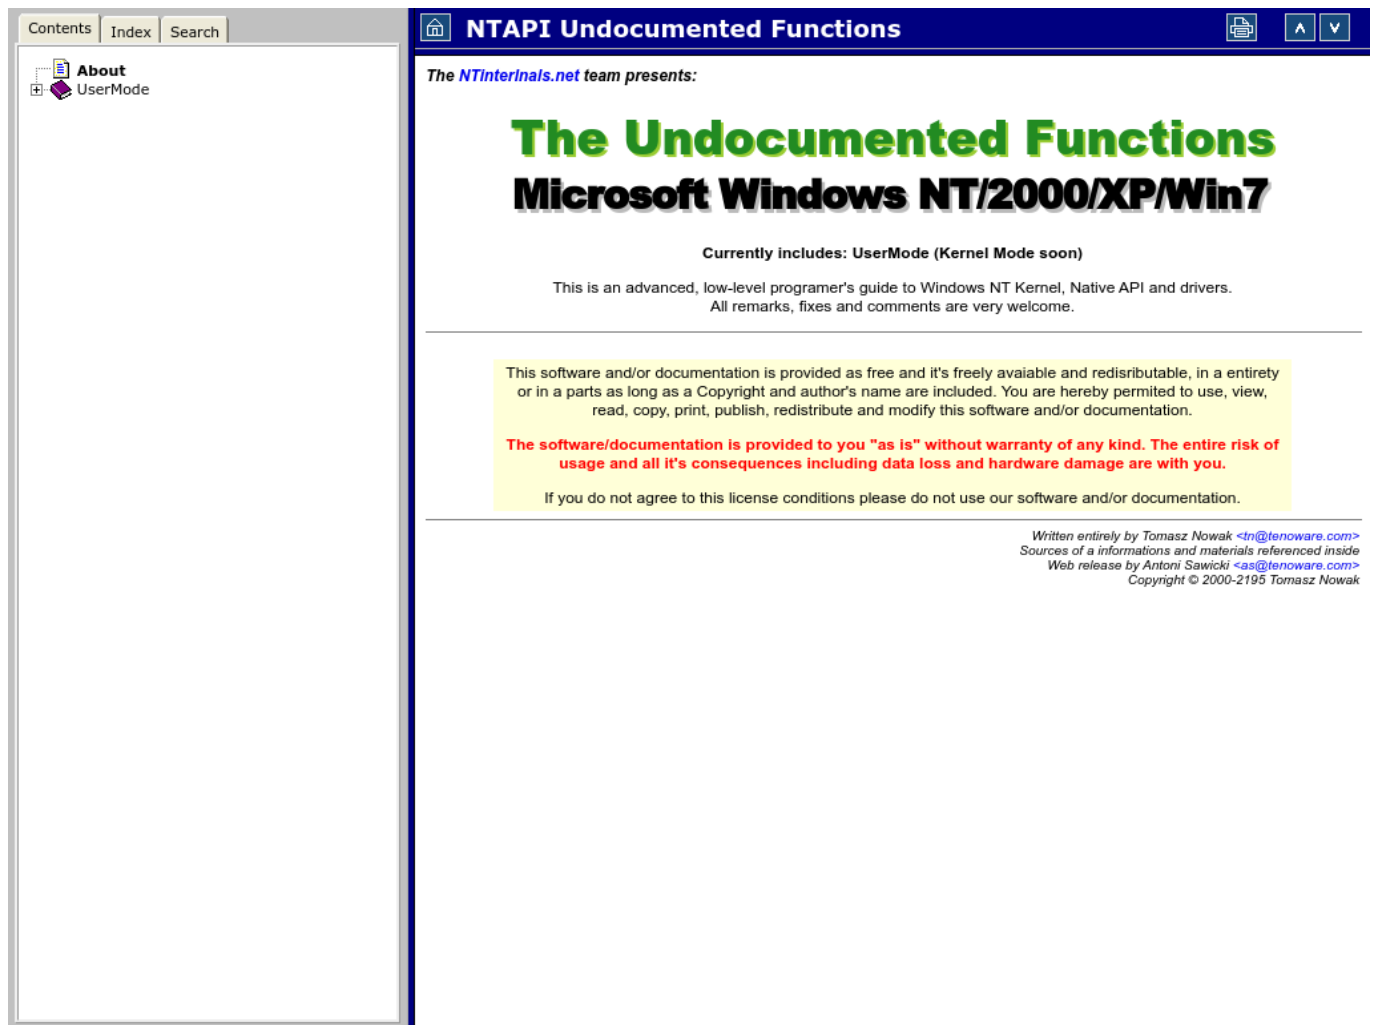 Contents
Index
Search
About
UserMode
NTAPI Undocumented Functions
The NTinterlnals.net team presents:
The Undocumented Functions
Microsoft Windows NT/2000/XP/Win7
Currently includes: UserMode (Kernel Mode soon)
This is an advanced, low-level programer's guide to Windows NT Kernel, Native API and drivers.
All remarks, fixes and comments are very welcome.
This software and/or documentation is provided as free and it's freely avaiable and redisributable, in a entirety
or in a parts as long as a Copyright and author's name are included. You are hereby permited to use, view,
read, copy, print, publish, redistribute and modify this software and/or documentation.
The software/documentation is provided to you "as is" without warranty of any kind. The entire risk of
usage and all it's consequences including data loss and hardware damage are with you.
If you do not agree to this license conditions please do not use our software and/or documentation.
Written entirely by Tomasz Nowak <tn@tenoware.com>
Sources of a informations and materials referenced inside
Web release by Antoni Sawicki <as@tenoware.com>
Copyright © 2000-2195 Tomasz Nowak